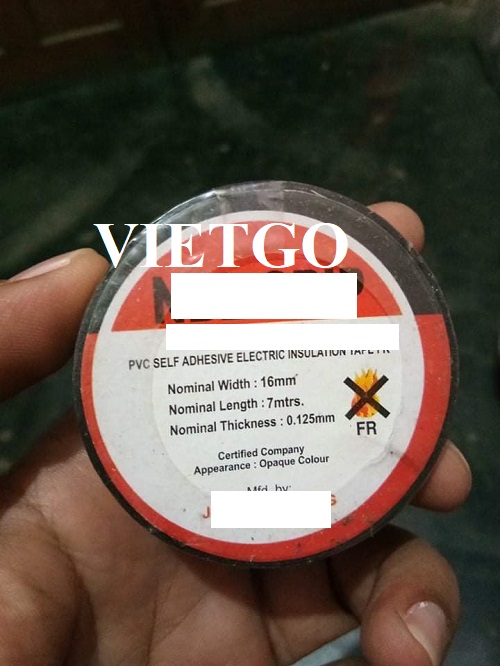 VIETGO
PVC SELF ADHESIVE ELECTRIC INSULATION TAPE FR
Nominal Width : 16mm
Nominal Length : 7mtrs.
Nominal Thickness : 0.125mm
FR
Certified Company
Appearance : Opaque Colour
Mfd. by: